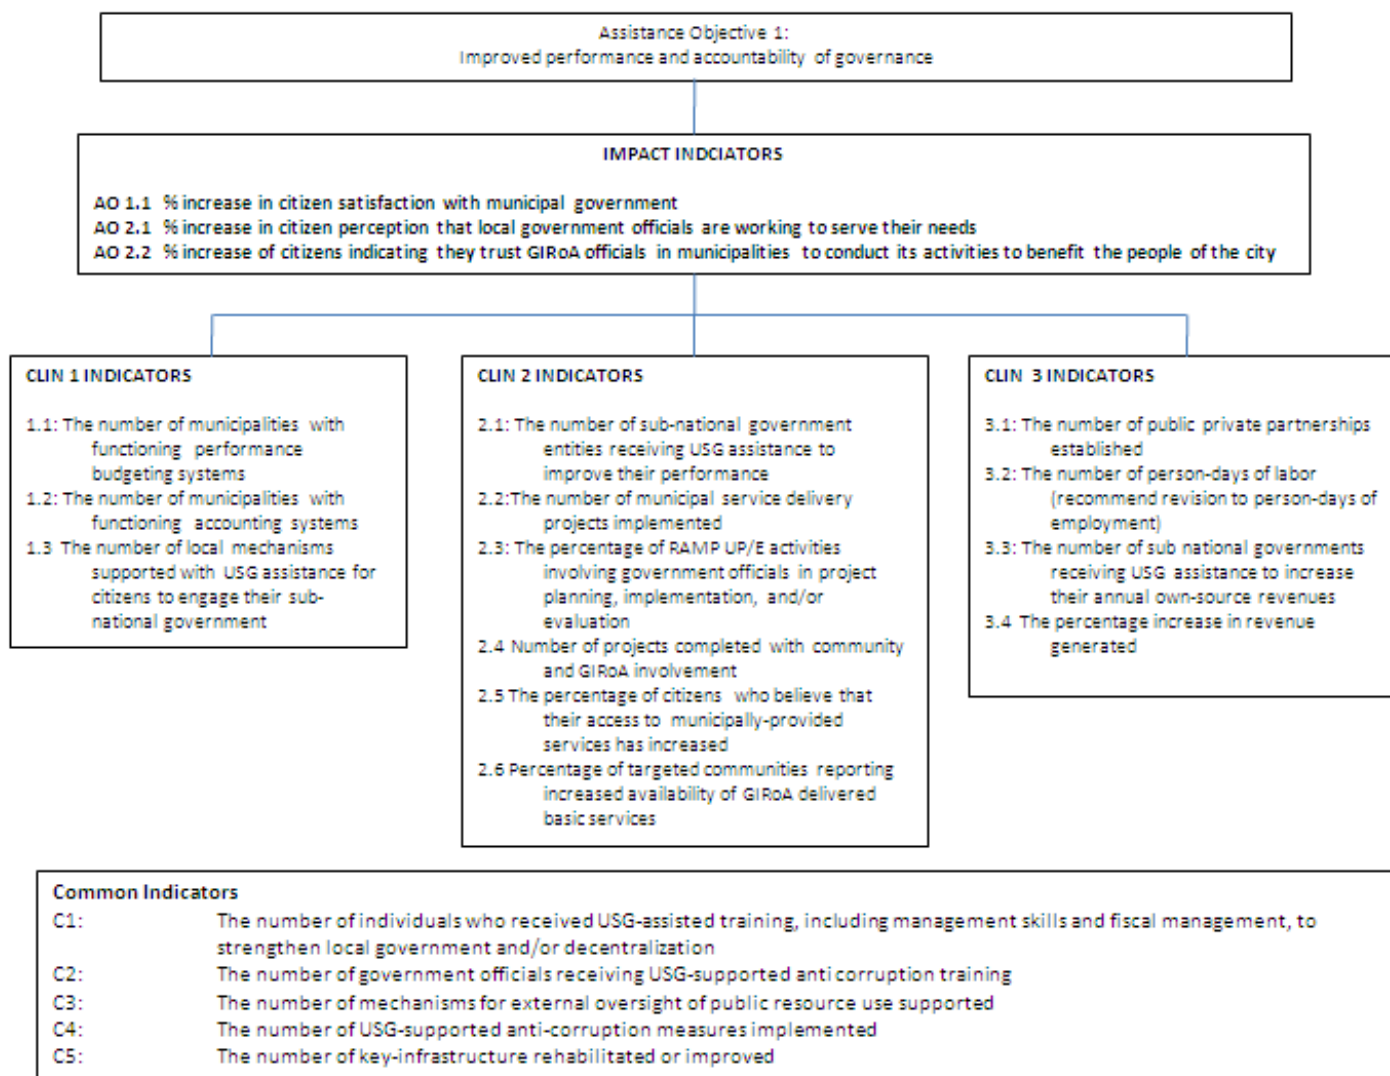 Assistance Objective 1:
Improved performance and accountability of governance
IMPACT INDCIATORS
AO 1.1 % increase in citizen satisfaction with municipal government
AO 2.1 % increase in citizen perception that local government officials are working to serve their needs
AO 2.2 % increase of citizens indicating they trust GIRoA officials in municipalities to conduct its activities to benefit the people of the city
CLIN 1 INDICATORS
1.1: The number of municipalities with
functioning performance
budgeting systems
1.2: The number of municipalities with
functioning accounting systems
1.3 The number of local mechanisms
supported with USG assistance for
citizens to engage their sub-
national government
CLIN 2 INDICATORS
2.1: The number of sub-national government
entities receiving USG assistance to
improve their performance
2.2:The number of municipal service delivery
projects implemented
2.3: The percentage of RAMP UP/E activities
involving government officials in project
planning, implementation, and/or
evaluation
2.4 Number of projects completed with community
and GIRoA involvement
2.5 The percentage of citizens who believe that
their access to municipally-provided
services has increased
2.6 Percentage of targeted communities reporting
increased availability of GIRoA delivered
basic services
CLIN 3 INDICATORS
3.1: The number of public private partnerships
established
3.2: The number of person-days of labor
(recommend revision to person-days of
employment)
3.3: The number of sub national governments
receiving USG assistance to increase
their annual own-source revenues
3.4 The percentage increase in revenue
generated
Common Indicators
C1: The number of individuals who received USG-assisted training, including management skills and fiscal management, to
strengthen local government and/or decentralization
C2: The number of government officials receiving USG-supported anti corruption training
C3: The number of mechanisms for external oversight of public resource use supported
C4: The number of USG-supported anti-corruption measures implemented
C5: The number of key-infrastructure rehabilitated or improved